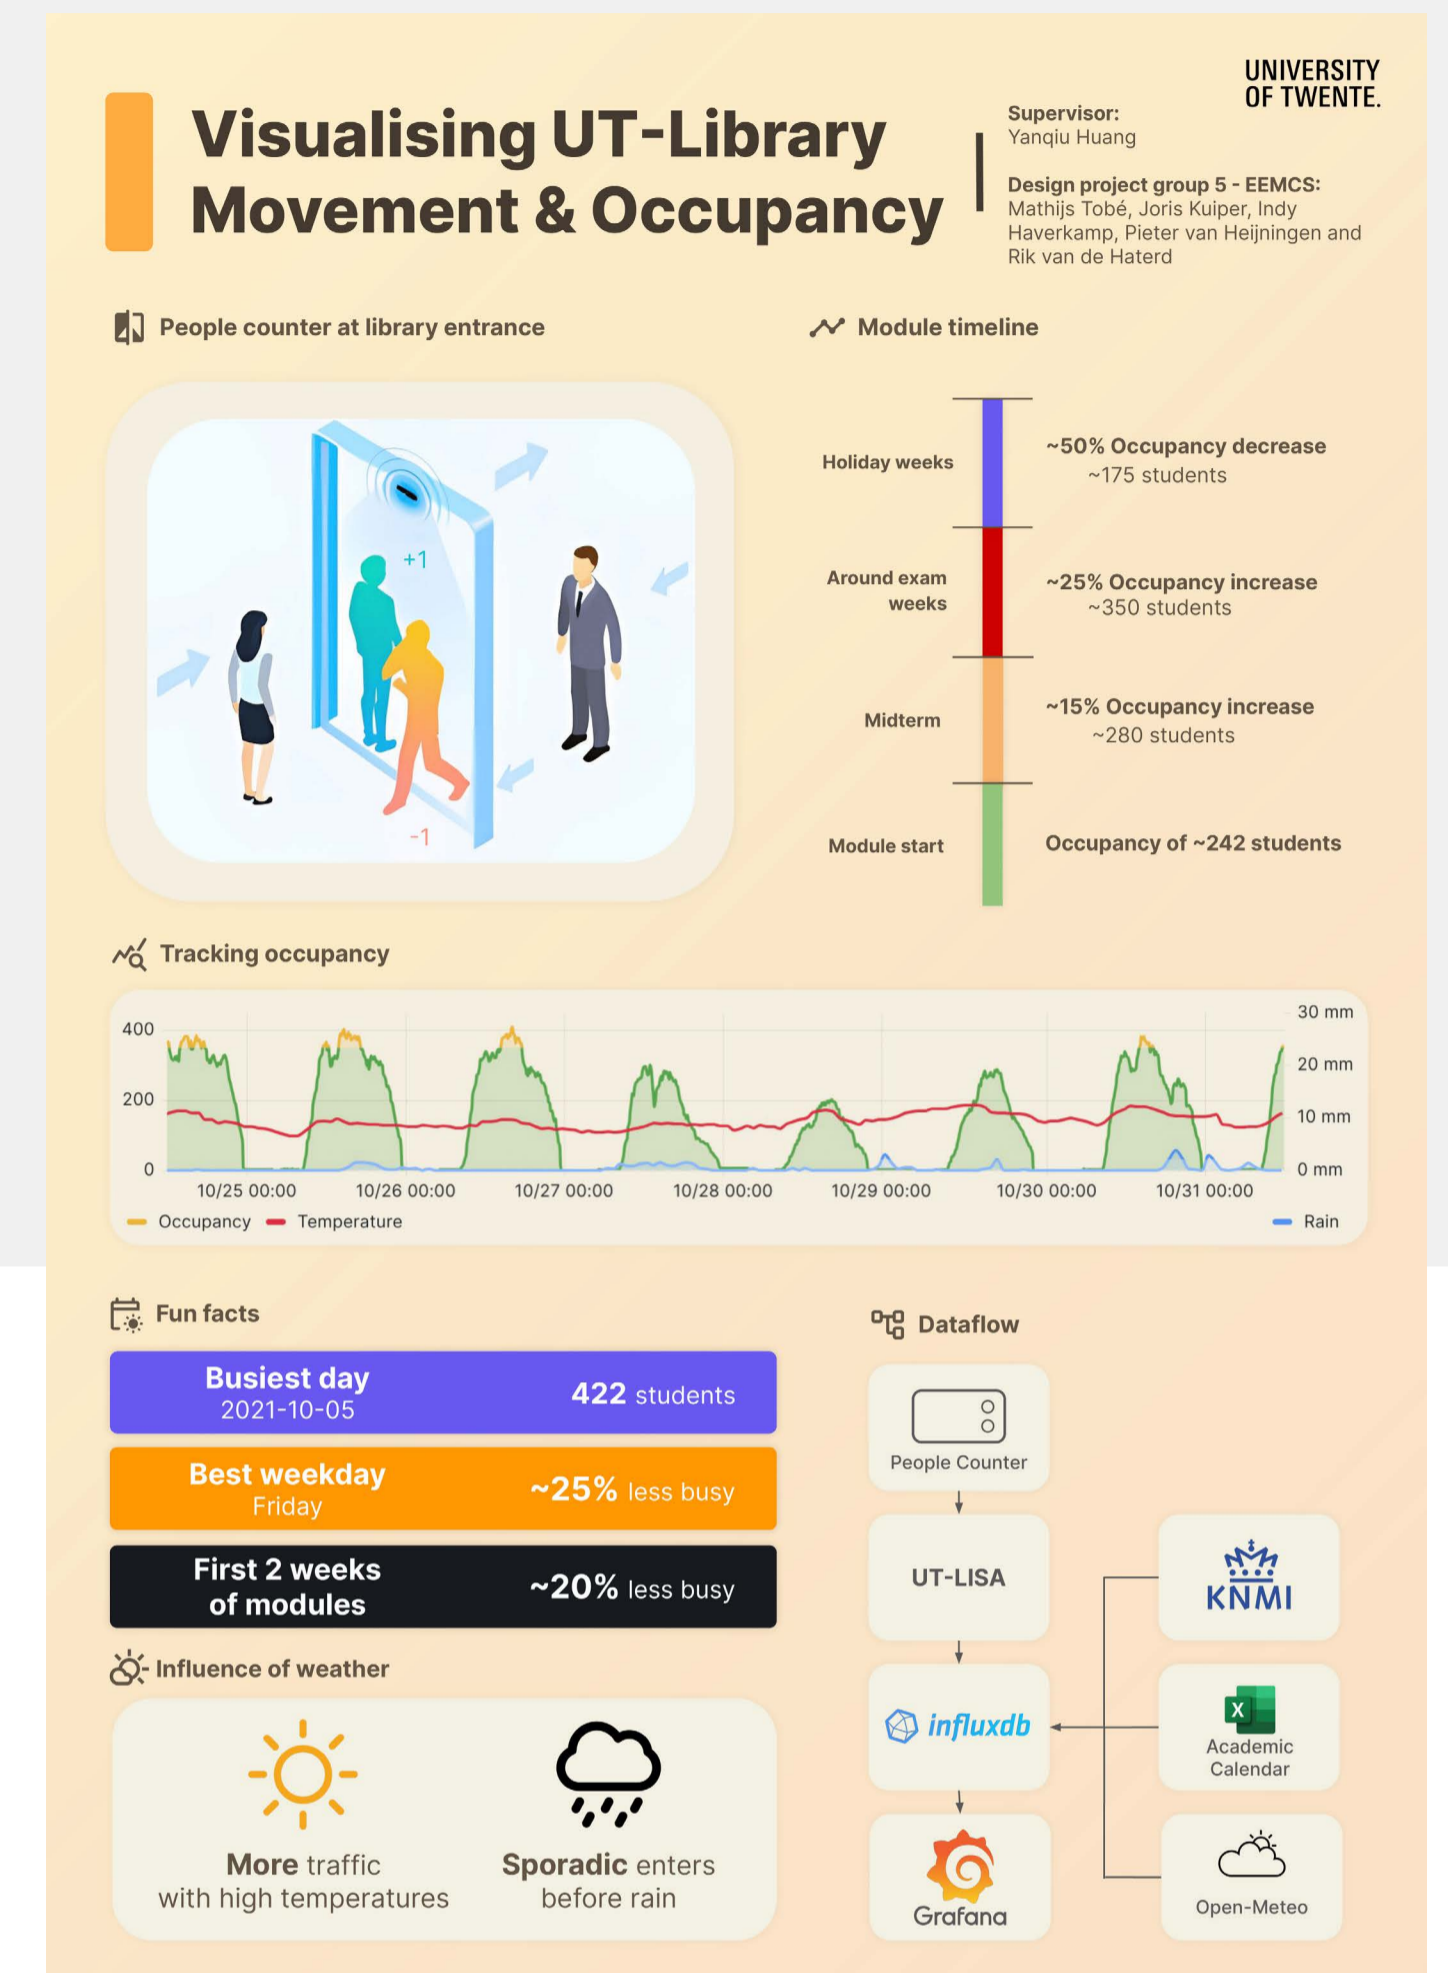 UNIVERSITY
OF TWENTE.
Visualising UT-Library
Movement & Occupancy
Supervisor:
Yanqiu Huang
Design project group 5 - EEMCS:
Mathijs Tobé, Joris Kuiper, Indy
Haverkamp, Pieter van Heijningen and
Rik van de Haterd
People counter at library entrance
+1
-1
Module timeline
Holiday weeks
~50% Occupancy decrease
~175 students
Around exam
weeks
~25% Occupancy increase
~350 students
Midterm
~15% Occupancy increase
~280 students
Module start
Occupancy of ~242 students
Tracking occupancy
400
200
0
30 mm
20 mm
10 mm
0 mm
10/25 00:00
10/26 00:00
10/27 00:00
10/28 00:00
10/29 00:00
10/30 00:00
10/31 00:00
Occupancy
Temperature
Rain
Fun facts
Busiest day
2021-10-05
422 students
Best weekday
Friday
~25% less busy
First 2 weeks
of modules
~20% less busy
Influence of weather
More traffic
with high temperatures
Sporadic enters
before rain
Dataflow
People Counter
UT-LISA
influxdb
Grafana
KNMI
X
Academic
Calendar
Open-Meteo